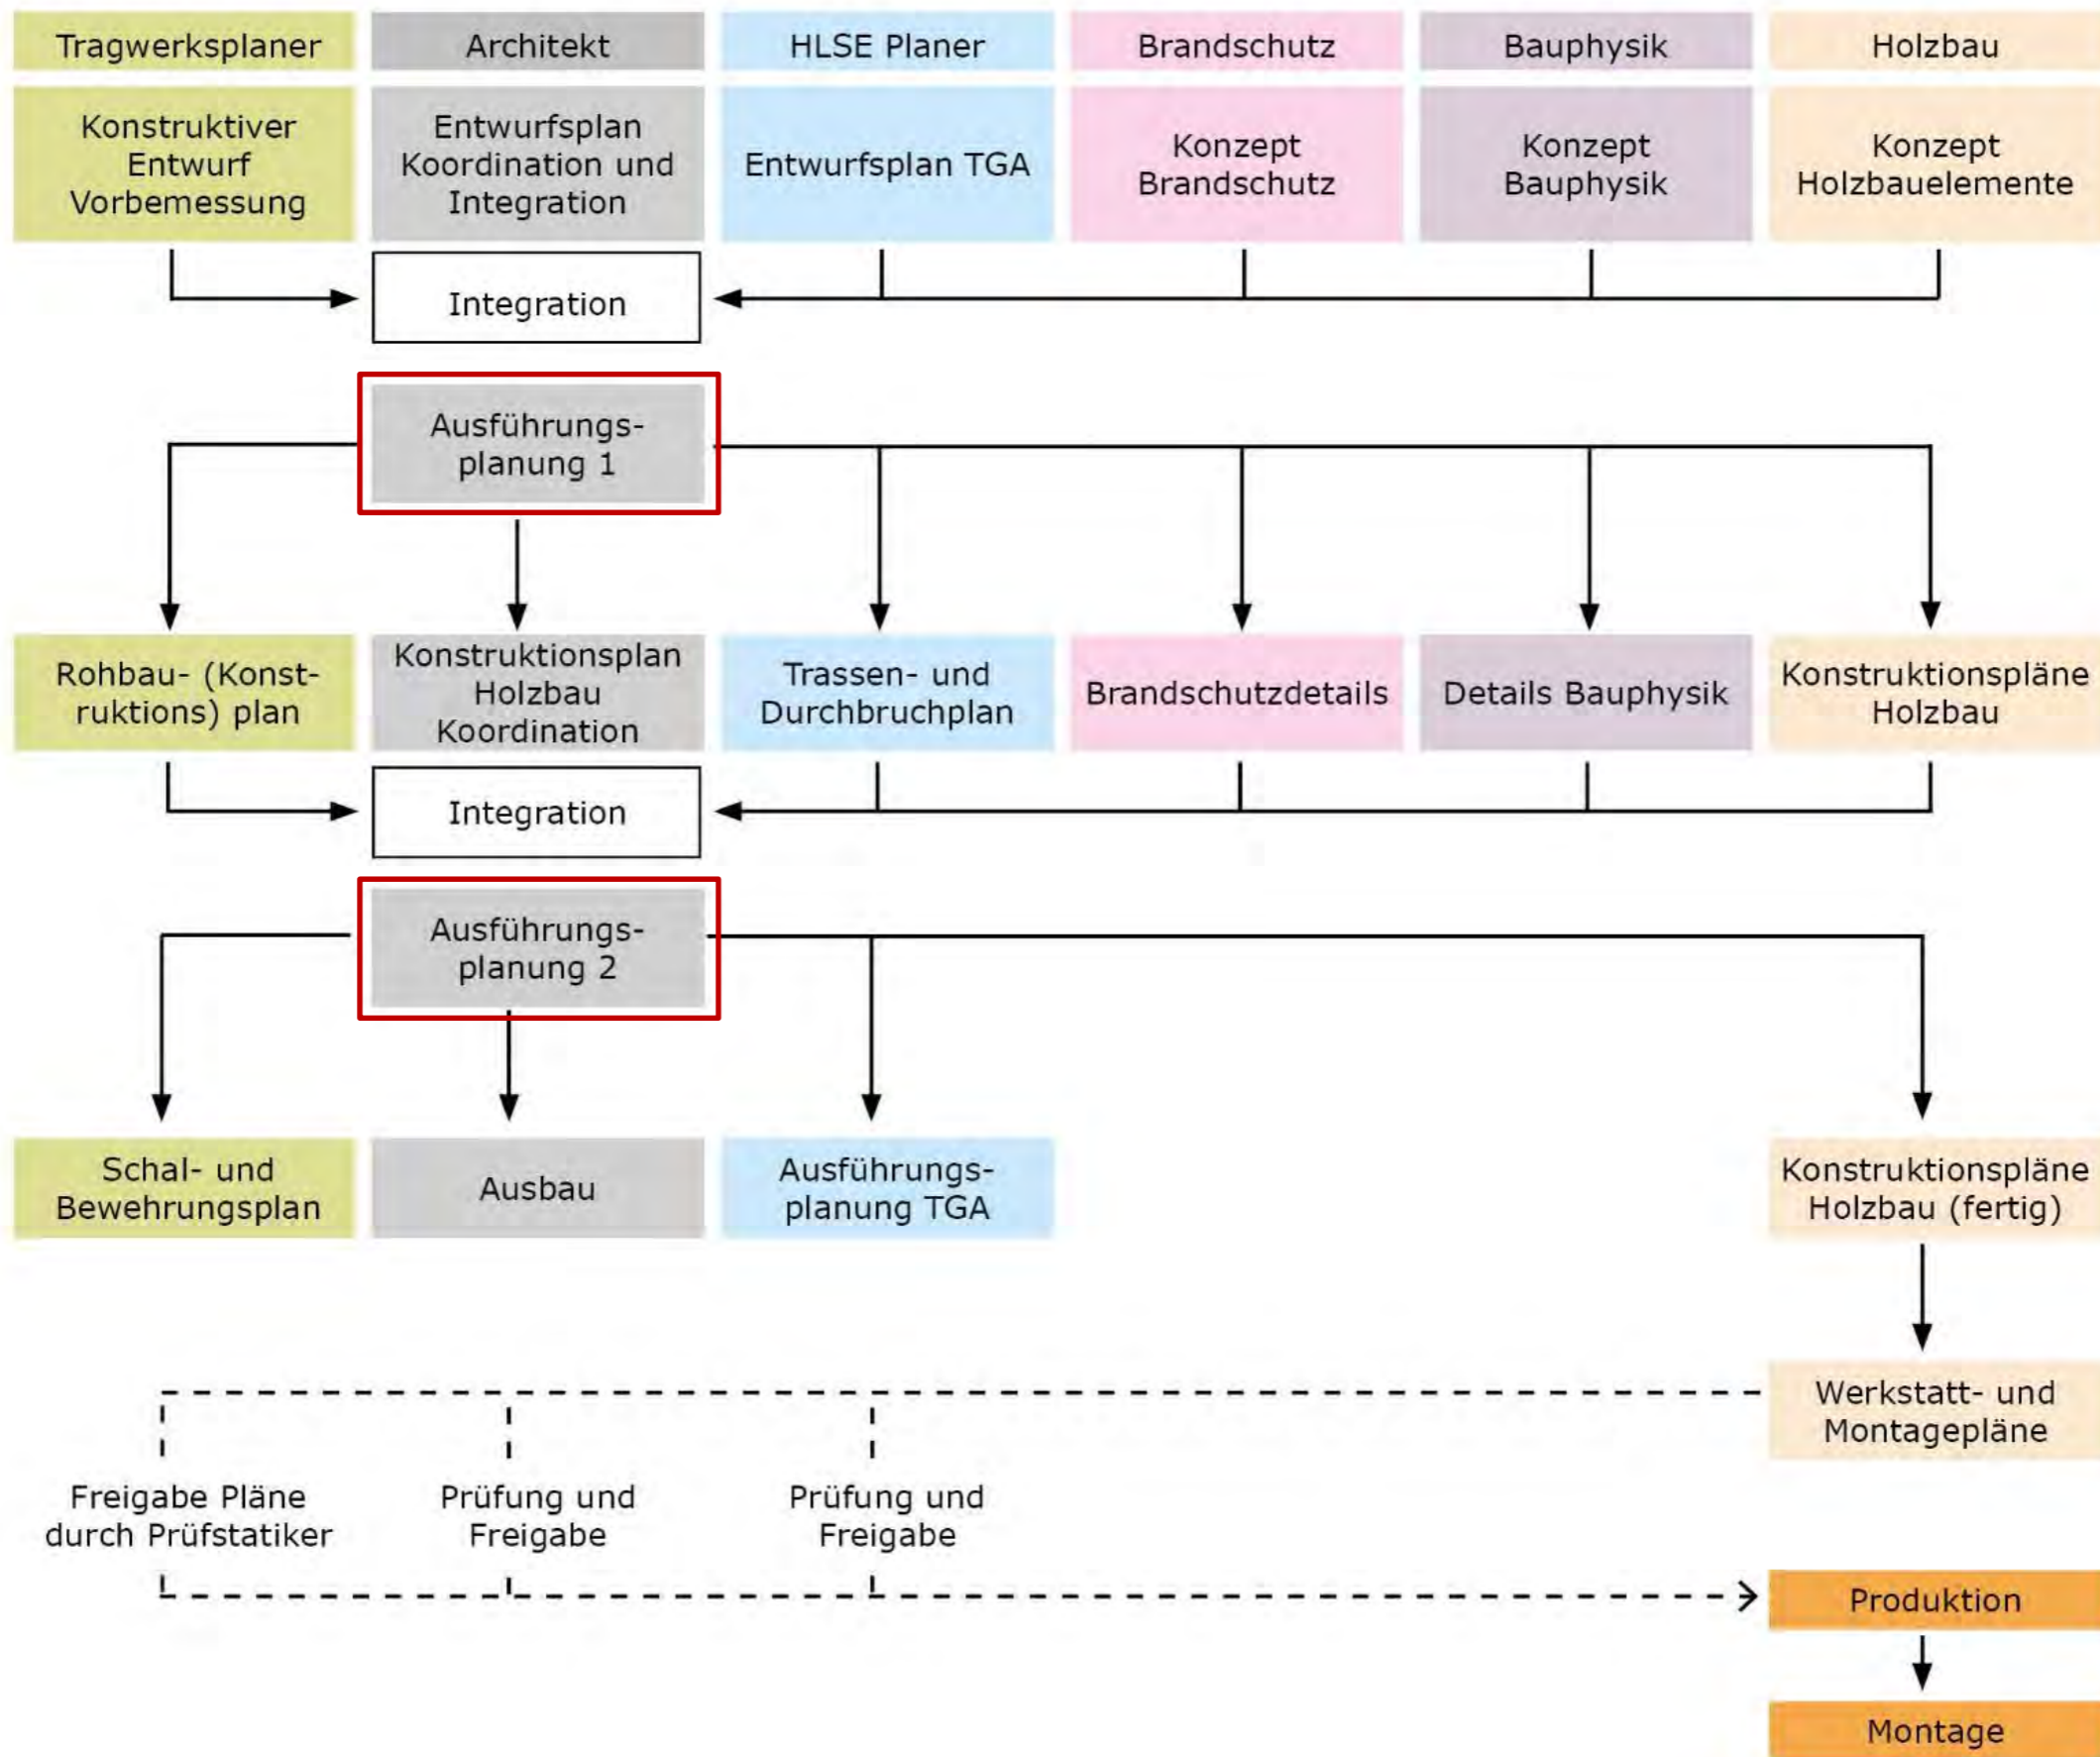 Tragwerksplaner
Architekt
HLSE Planer
Brandschutz
Bauphysik
Holzbau
Konstruktiver
Entwurf
Vorbemessung
Entwurfsplan
Koordination und
Integration
Entwurfsplan TGA
Konzept
Brandschutz
Konzept
Bauphysik
Konzept
Holzbauelemente
Integration
Ausführungs-
planung 1
Rohbau- (Konst-
ruktions) plan
Konstruktionsplan
Holzbau
Koordination
Trassen- und
Durchbruchplan
Brandschutzdetails
Details Bauphysik
Konstruktionspläne
Holzbau
Integration
Ausführungs-
planung 2
Schal- und
Bewehrungsplan
Ausbau
Ausführungs-
planung TGA
Konstruktionspläne
Holzbau (fertig)
Werkstatt- und
Montagepläne
Freigabe Pläne
durch Prüfstatiker
Prüfung und
Freigabe
Prüfung und
Freigabe
Produktion
Montage